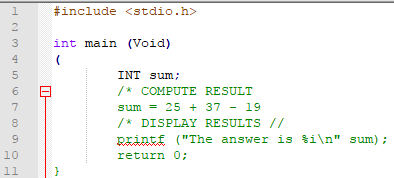 1 #include <stdio.h>
2
3 int main (Void)
4 (
5 INT sum;
6 /* COMPUTE RESULT
7 sum = 25 + 37 - 19
8 /* DISPLAY RESULTS //
9 printf ("The answer is %i\n" sum);
10 return 0;
11 }